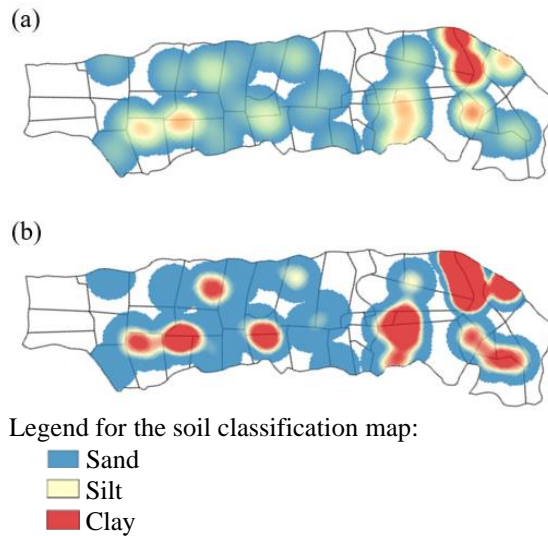 (a)
(b)
Legend for the soil classification map:
Sand
Silt
Clay